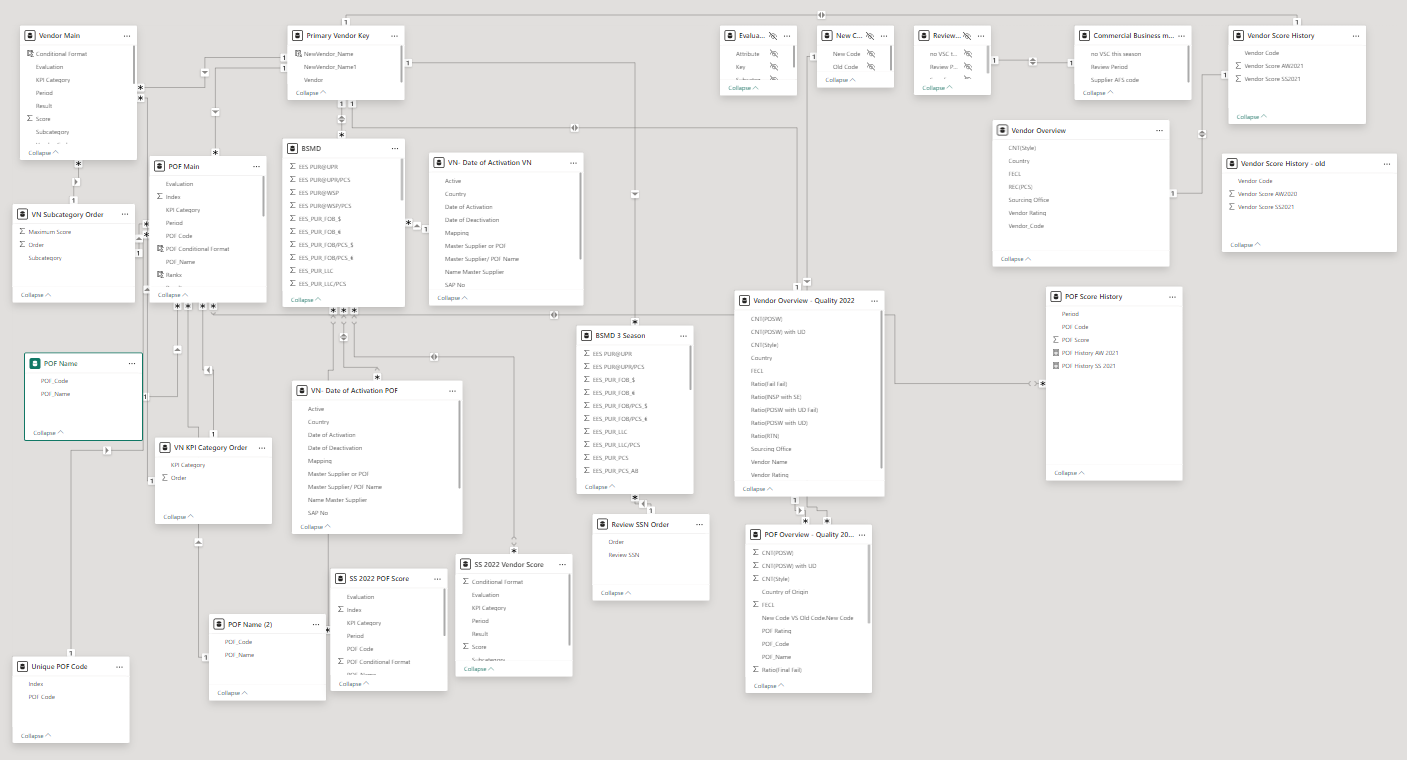 Vendor Main
Conditional Format
Evaluation
KPI Category
Period
Result
Score
Subcategory
Collapse
Primary Vendor Key
NewVendor_Name
NewVendor_Name1
Vendor
Collapse
Evalua...
Attribute
Key
Collapse
New C...
New Code
Old Code
Collapse
Review...
no VSC t...
Review P...
Collapse
Commercial Business m...
no VSC this season
Review Period
Supplier AFS code
Collapse
Vendor Score History
Vendor Code
Vendor Score AW2021
Vendor Score SS2021
Collapse
POF Main
Evaluation
Index
KPI Category
Period
POF Code
POF Conditional Format
POF_Name
Ranks
Collapse
BSMD
EES PUR@UPR
EES PUR@UPR/PCS
EES PUR@WSP
EES PUR@WSP/PCS
EES_PUR_FOB_$
EES_PUR_FOB_€
EES_PUR_FOB/PCS_$
EES_PUR_FOB/PCS_€
EES_PUR_LLC
EES_PUR_LLC/PCS
Collapse
VN- Date of Activation VN
Active
Country
Date of Activation
Date of Deactivation
Mapping
Master Supplier or POF
Master Supplier/ POF Name
Name Master Supplier
SAP No
Collapse
Vendor Overview
CNT(Style)
Country
FECL
REC(PCS)
Sourcing Office
Vendor Rating
Vendor_Code
Collapse
Vendor Score History - old
Vendor Code
Vendor Score AW2020
Vendor Score SS2021
Collapse
VN Subcategory Order
Maximum Score
Order
Subcategory
Collapse
Vendor Overview - Quality 2022
CNT(POSW)
CNT(POSW) with UD
CNT(Style)
Country
FECL
Ratio(Fail Fail)
Ratio(INSP with SE)
Ratio(POSW with UD Fail)
Ratio(POSW with UD)
Ratio(RTN)
Sourcing Office
Vendor Name
Vendor Rating
Collapse
POF Score History
Period
POF Code
POF Score
POF History AW 2021
POF History SS 2021
Collapse
POF Name
POF_Code
POF_Name
Collapse
BSMD 3 Season
EES PUR@UPR
EES PUR@UPR/PCS
EES_PUR_FOB_$
EES_PUR_FOB_€
EES_PUR_FOB/PCS_$
EES_PUR_FOB/PCS_€
EES_PUR_LLC
EES_PUR_LLC/PCS
EES_PUR_PCS
EES_PUR_PCS_AB
Collapse
VN- Date of Activation POF
Active
Country
Date of Activation
Date of Deactivation
Mapping
Master Supplier or POF
Master Supplier/ POF Name
Name Master Supplier
SAP No
Collapse
VN KPI Category Order
KPI Category
Order
Collapse
Review SSN Order
Order
Review SSN
Collapse
POF Overview - Quality 20...
CNT(POSW)
CNT(POSW) with UD
CNT(Style)
Country of Origin
FECL
New Code VS Old Code.New Code
POF Rating
POF_Code
POF_Name
Ratio(Final Fail)
Collapse
SS 2022 POF Score
Evaluation
Index
KPI Category
Period
POF Code
POF Conditional Format
Collapse
SS 2022 Vendor Score
Conditional Format
Evaluation
KPI Category
Period
Result
Score
Subcategory
Collapse
POF Name (2)
POF_Code
POF_Name
Collapse
Unique POF Code
Index
POF Code
Collapse